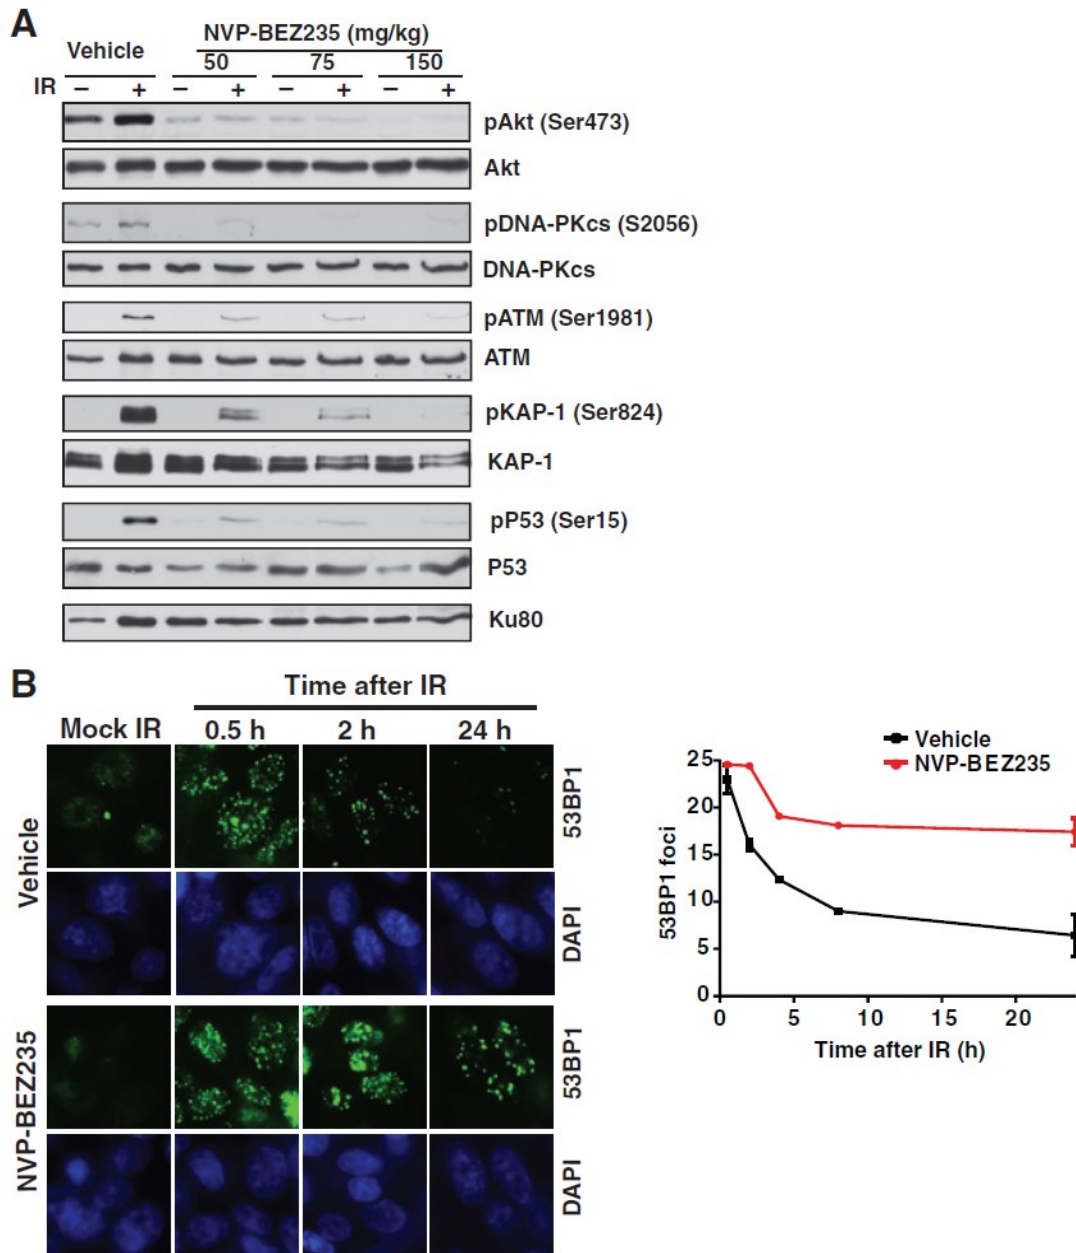 A
Vehicle
NVP-BEZ235 (mg/kg)
50 75 150
IR − + − + − + − +
pAkt (Ser473)
Akt
pDNA-PKcs (S2056)
DNA-PKcs
pATM (Ser1981)
ATM
pKAP-1 (Ser824)
KAP-1
pP53 (Ser15)
P53
Ku80
B
Time after IR
Mock IR 0.5 h 2 h 24 h
Vehicle
53BP1
DAPI
NVP-BEZ235
53BP1
DAPI
Vehicle
NVP-BEZ235
53BP1 foci
25
20
15
10
5
0
0 5 10 15 20
Time after IR (h)